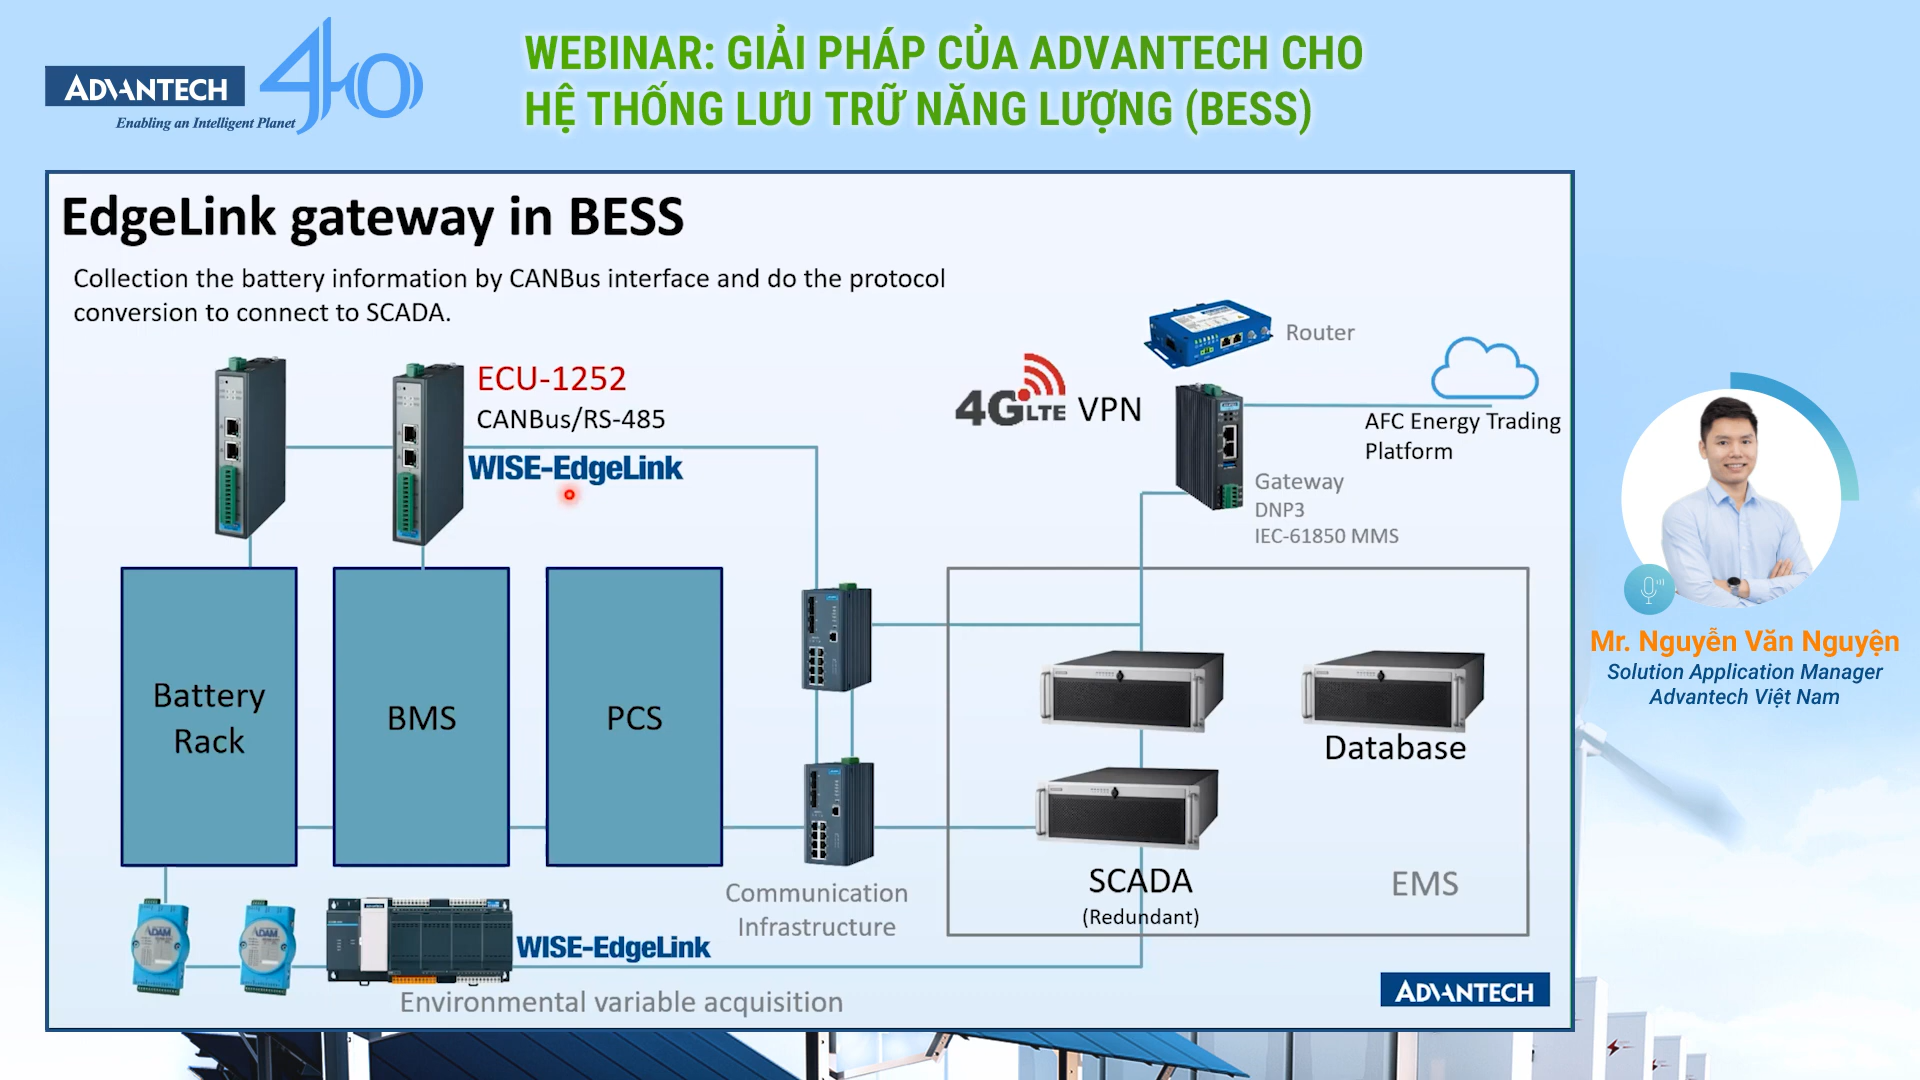 ADVANTECH
Enabling an Intelligent Planet
40
WEBINAR: GIẢI PHÁP CỦA ADVANTECH CHO
HỆ THỐNG LƯU TRỮ NĂNG LƯỢNG (BESS)
EdgeLink gateway in BESS
Collection the battery information by CANBus interface and do the protocol
conversion to connect to SCADA.
ECU-1252
CANBus/RS-485
WISE-EdgeLink
4G LTE VPN
Router
AFC Energy Trading
Platform
Gateway
DNP3
IEC-61850 MMS
Battery
Rack
BMS
PCS
Communication
Infrastructure
Database
SCADA
(Redundant)
EMS
ADAM
ADAM
WISE-EdgeLink
Environmental variable acquisition
ADVANTECH
Mr. Nguyễn Văn Nguyện
Solution Application Manager
Advantech Việt Nam